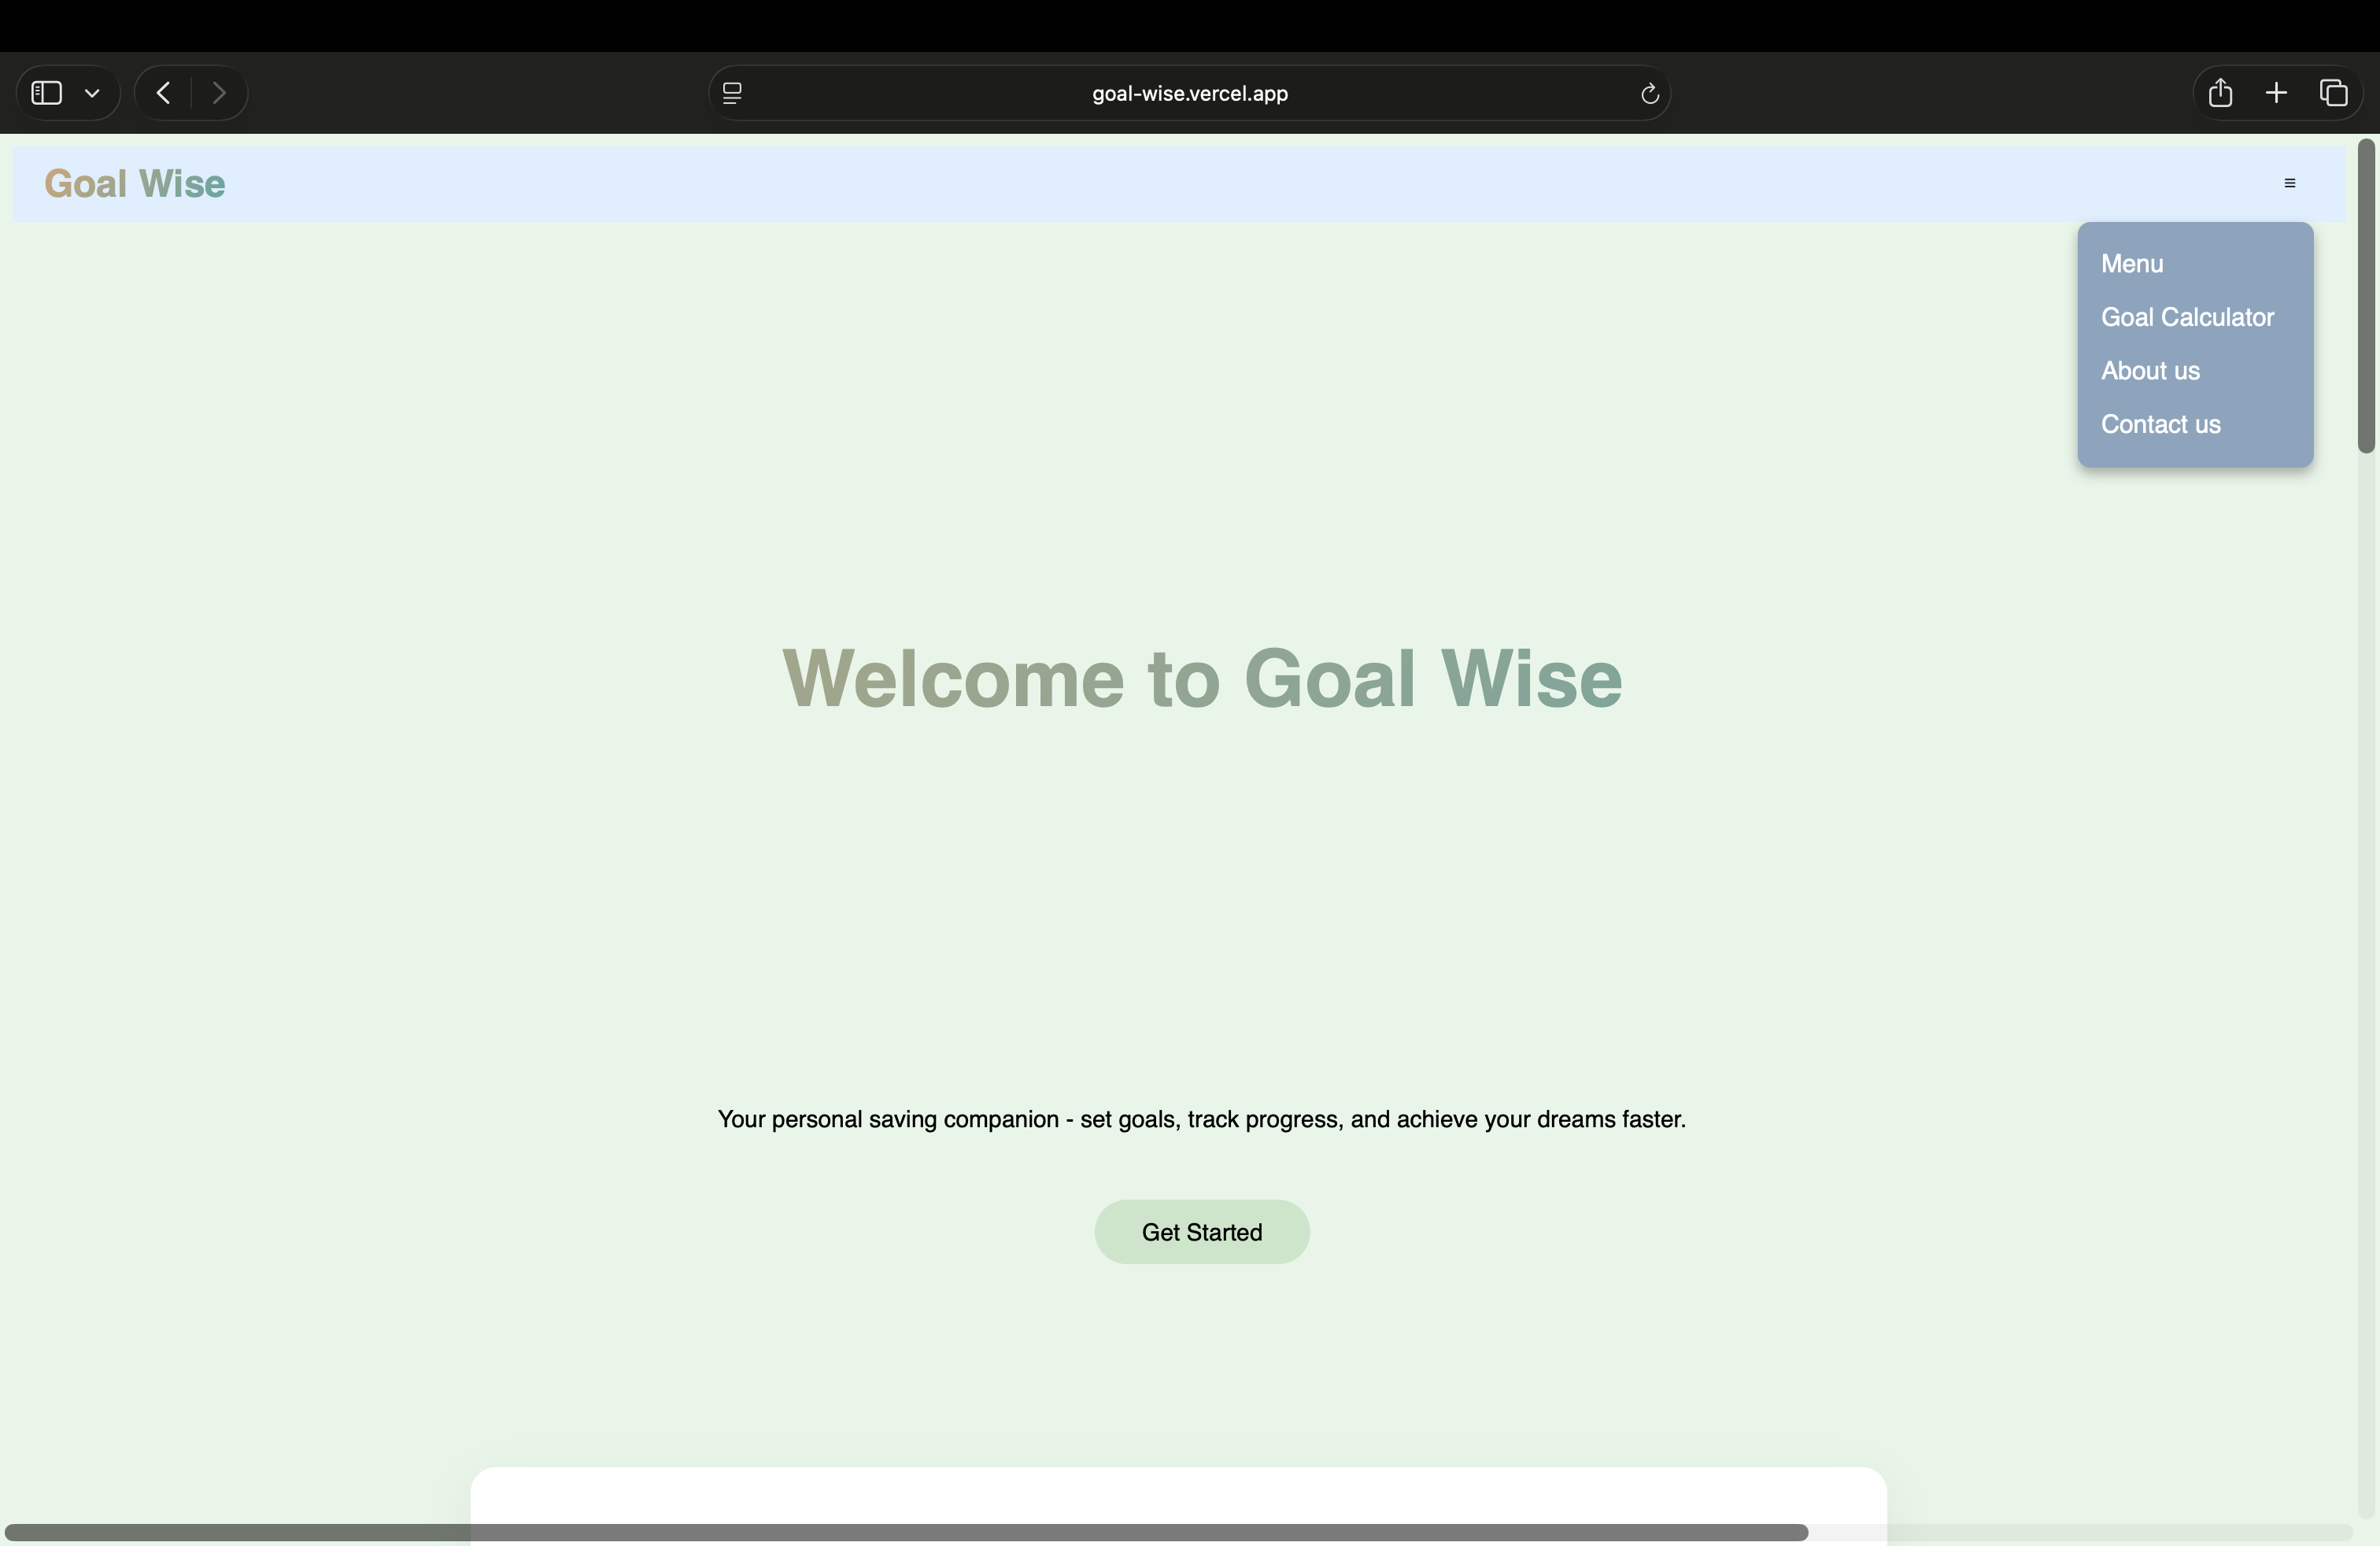 goal-wise.vercel.app
Goal Wise
Menu
Goal Calculator
About us
Contact us
Welcome to Goal Wise
Your personal saving companion - set goals, track progress, and achieve your dreams faster.
Get Started